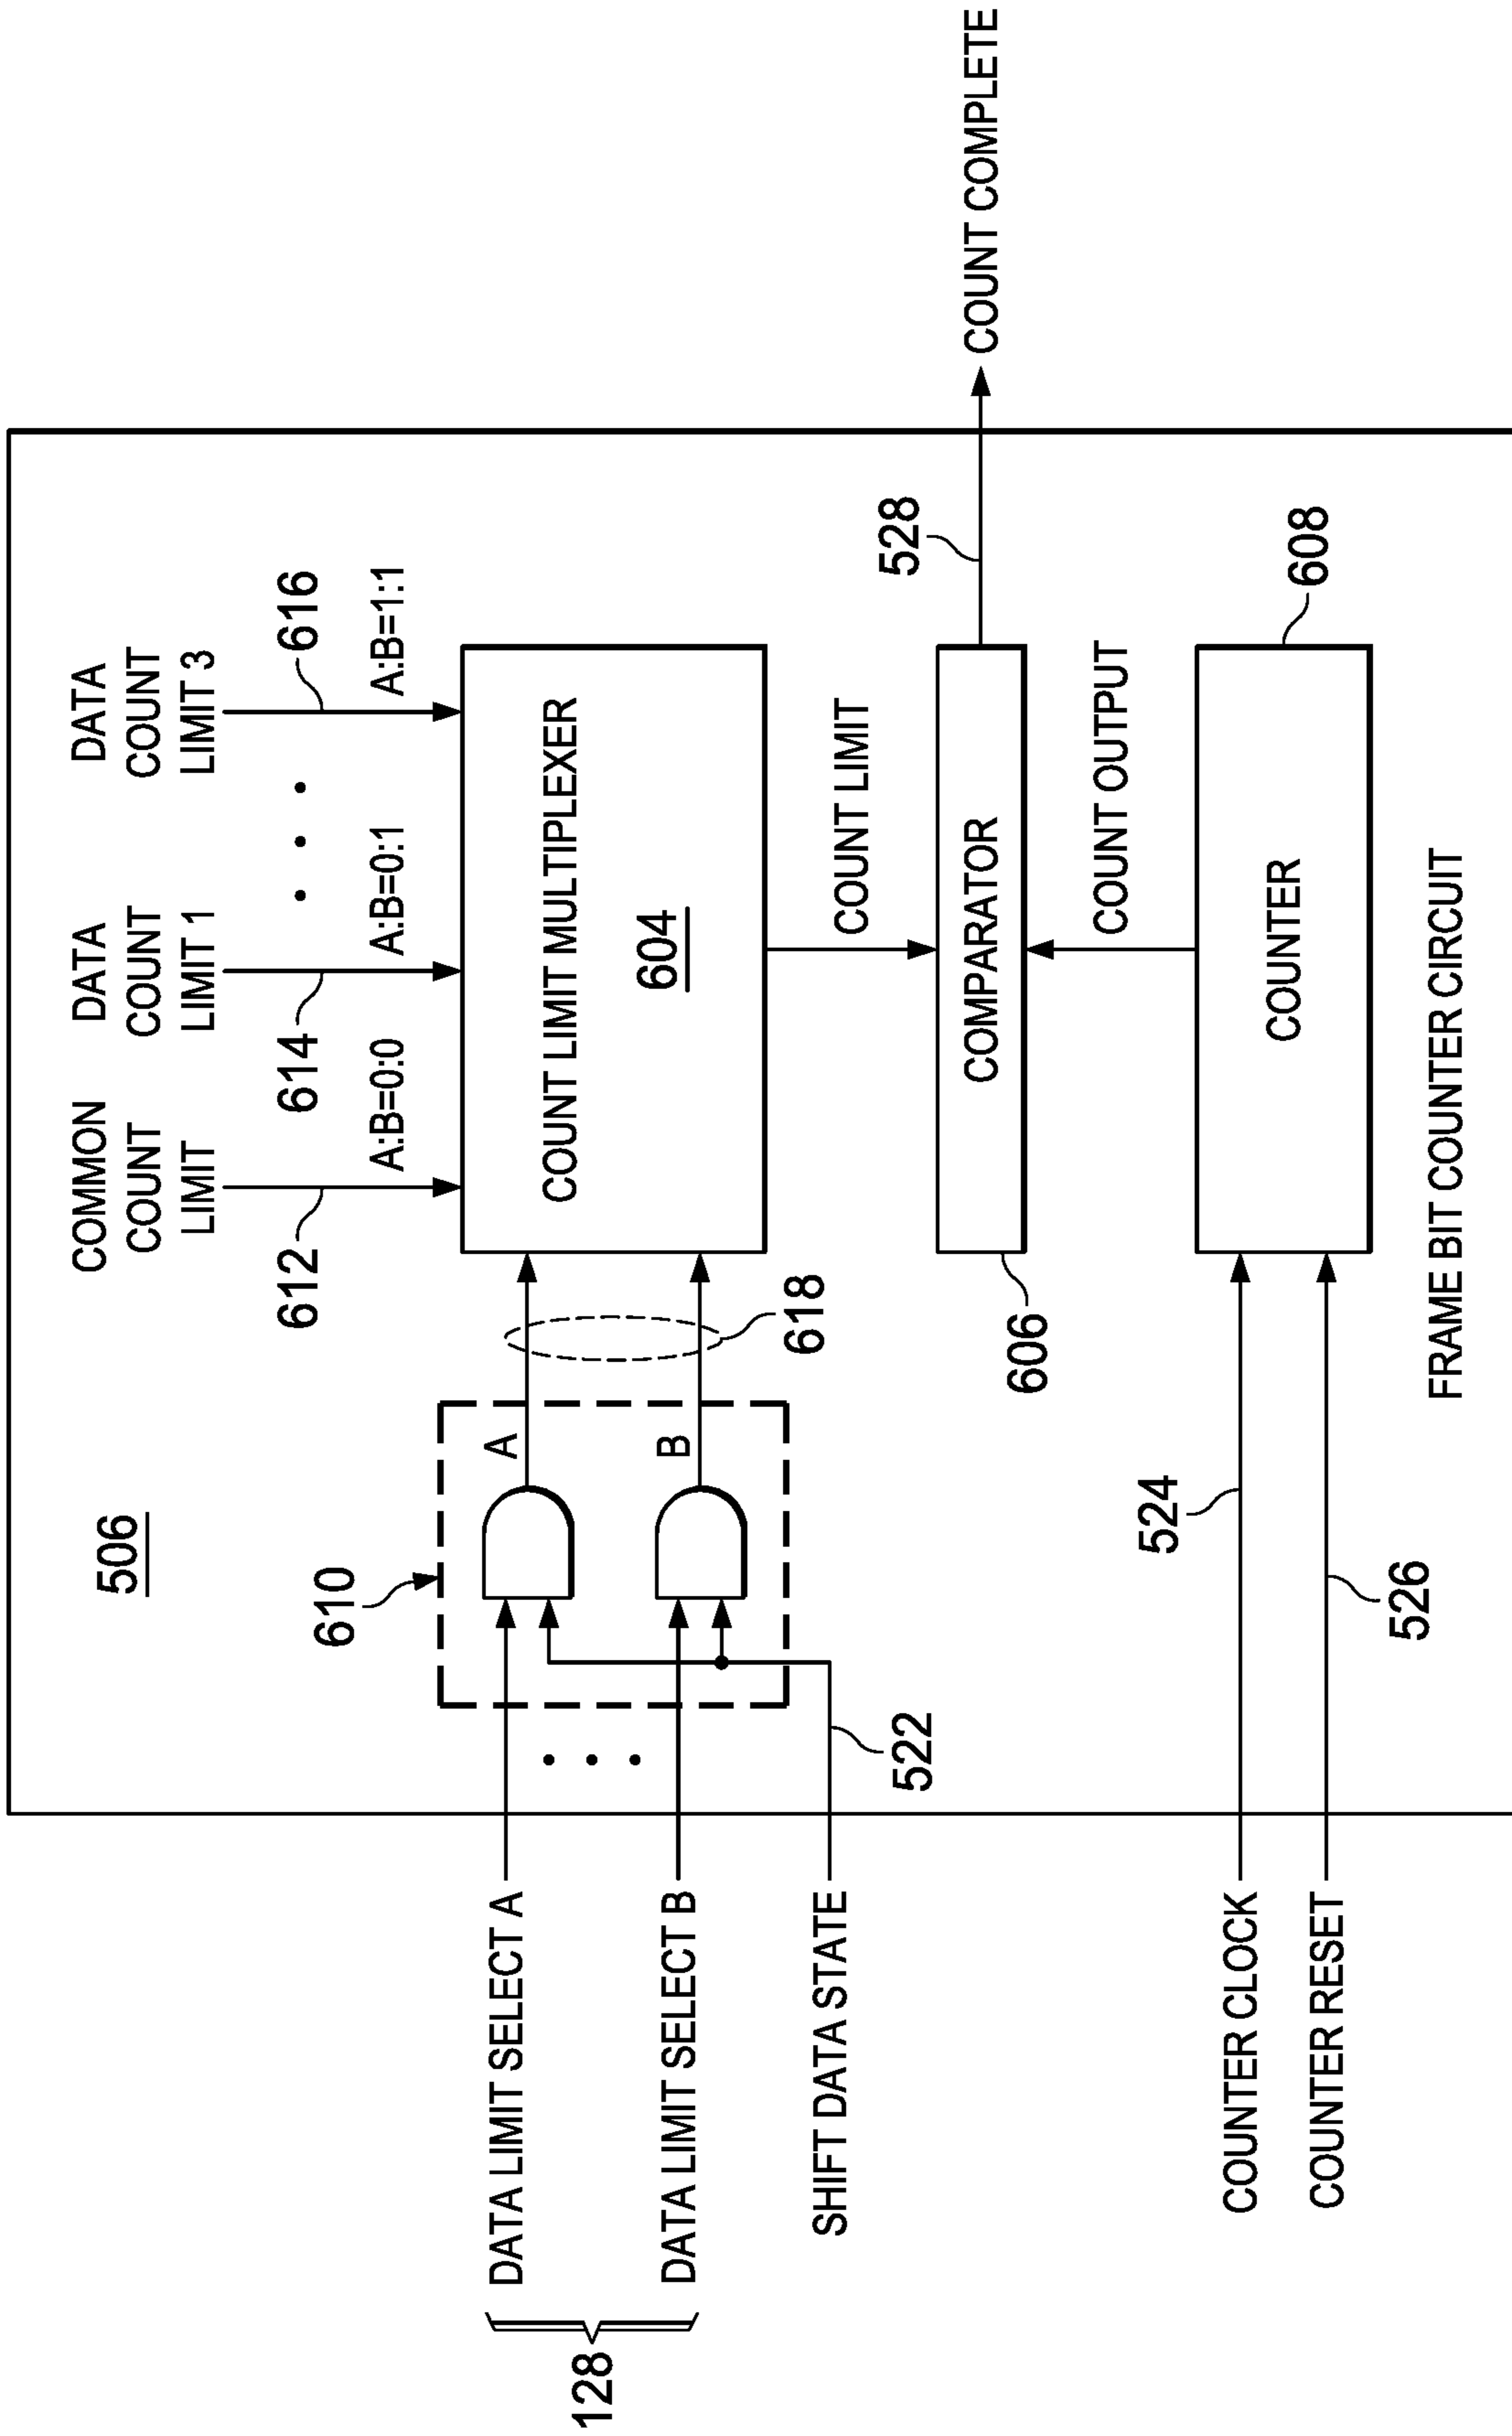 506
COMMON
COUNT
LIMIT
DATA
COUNT
LIMIT 1
DATA
COUNT
LIMIT 3
612
614
616
A:B=0:0
A:B=0:1
A:B=1:1
610
128
DATA LIMIT SELECT A
DATA LIMIT SELECT B
SHIFT DATA STATE
522
A
B
618
COUNT LIMIT MULTIPLEXER
604
COUNT LIMIT
COMPARATOR
606
528
COUNT COMPLETE
COUNT OUTPUT
COUNTER
608
COUNTER CLOCK
COUNTER RESET
524
526
FRAME BIT COUNTER CIRCUIT